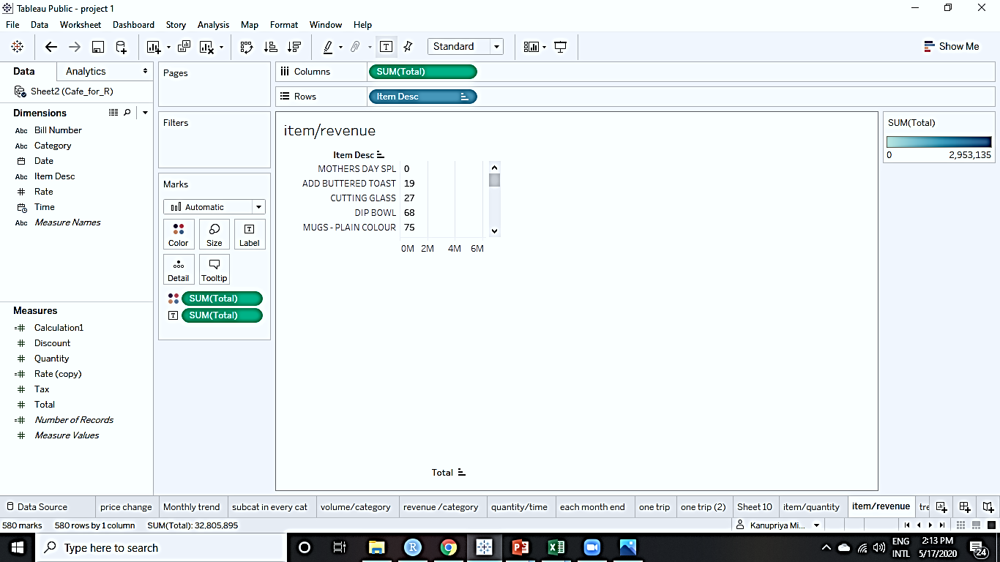 Tableau Public - project 1
File Data Worksheet Dashboard Story Analysis Map Format Window Help
Standard
Show Me
Data Analytics
Sheet2 (Cafe_for_R)
Dimensions
Abc Bill Number
Abc Category
Date
Abc Item Desc
# Rate
Time
Abc Measure Names
Measures
=# Calculation1
# Discount
# Quantity
=# Rate (copy)
# Tax
# Total
=# Number of Records
# Measure Values
Pages
Filters
Marks
Automatic
Color Size Label
Detail Tooltip
SUM(Total)
SUM(Total)
Columns SUM(Total)
Rows Item Desc
item/revenue
Item Desc
MOTHERS DAY SPL 0
ADD BUTTERED TOAST 19
CUTTING GLASS 27
DIP BOWL 68
MUGS - PLAIN COLOUR 75
0M 2M 4M 6M
Total
SUM(Total)
0 2,953,135
Data Source price change Monthly trend subcat in every cat volume/category revenue /category quantity/time each month end one trip one trip (2) Sheet 10 item/quantity item/revenue tre
580 marks 580 rows by 1 column SUM(Total): 32,805,895
Kanupriya Mi...
Type here to search
ENG
INTL
2:13 PM
5/17/2020
24